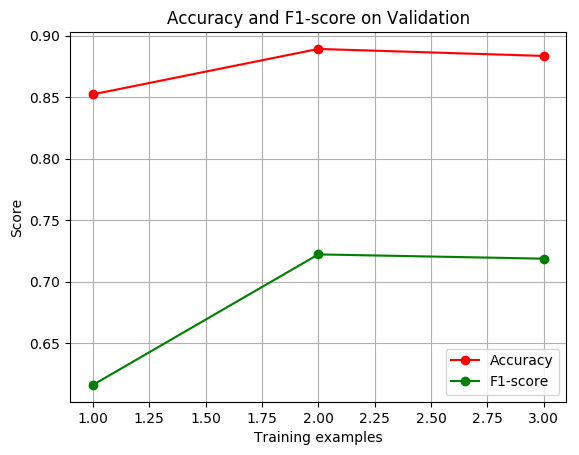 Accuracy and F1-score on Validation
0.90
0.85
0.80
0.75
0.70
0.65
Score
Accuracy
F1-score
1.00 1.25 1.50 1.75 2.00 2.25 2.50 2.75 3.00
Training examples